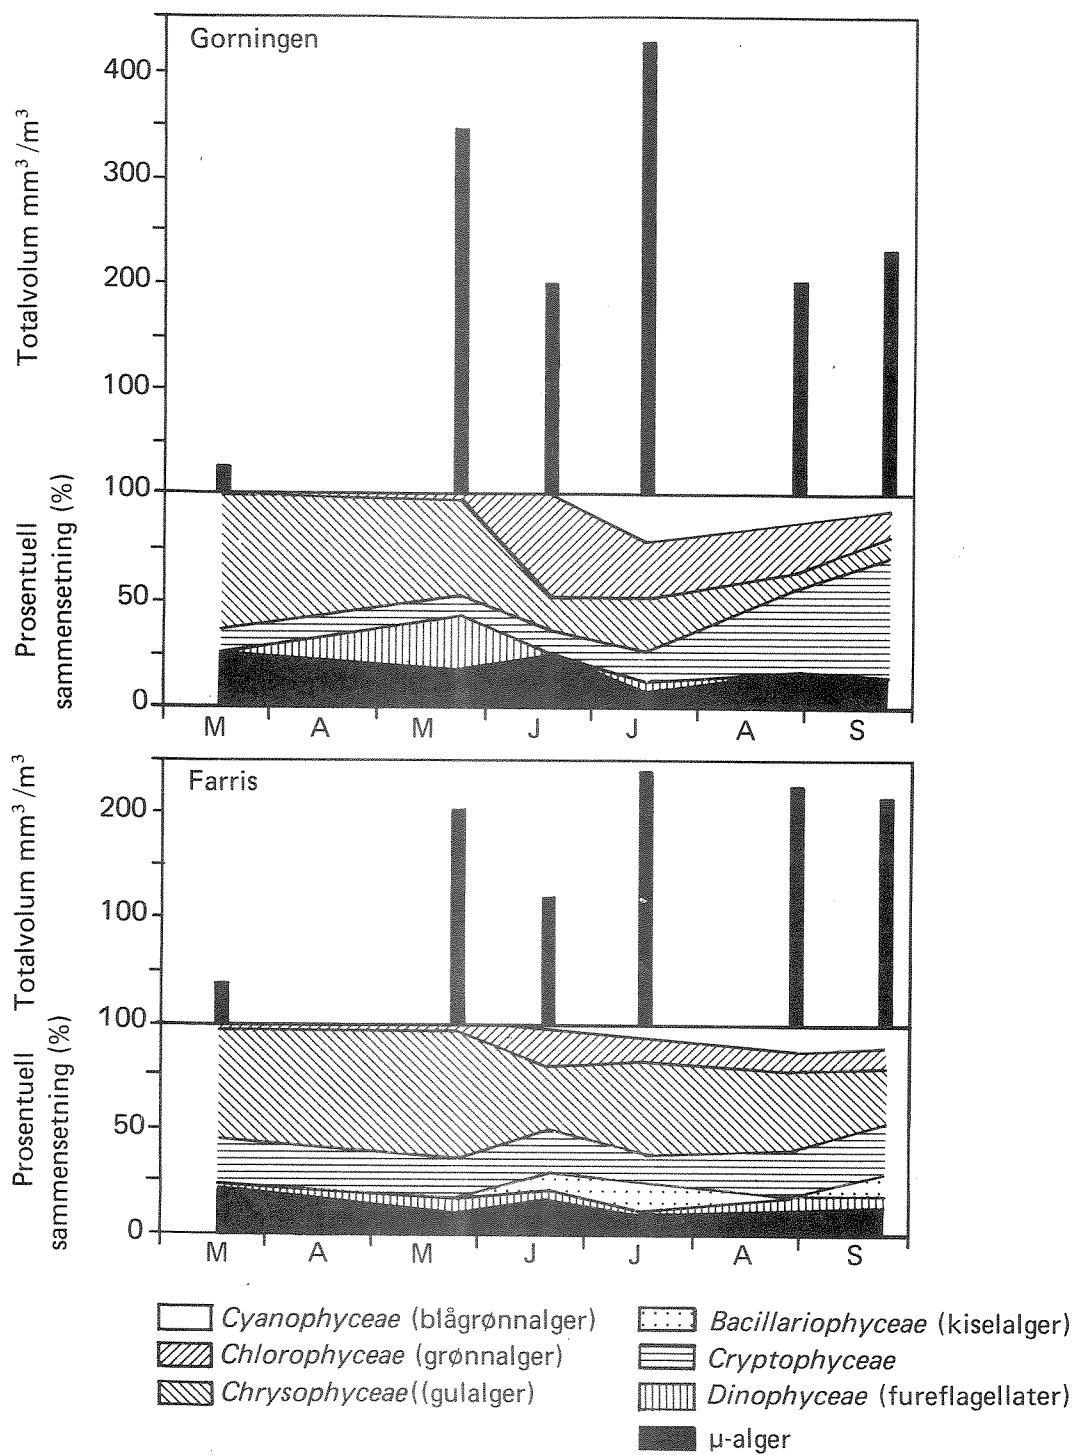 Gorningen
Totalvolum mm³/m³
400
300
200
100
Prosentuell
sammensetning (%)
100
50
0
M A M J J A S
Farris
Totalvolum mm³/m³
200
100
Prosentuell
sammensetning (%)
100
50
0
M A M J J A S
Cyanophyceae (blågrønnalger)
Chlorophyceae (grønnalger)
Chrysophyceae((gulalger)
Bacillariophyceae (kiselalger)
Cryptophyceae
Dinophyceae (fureflagellater)
µ-alger